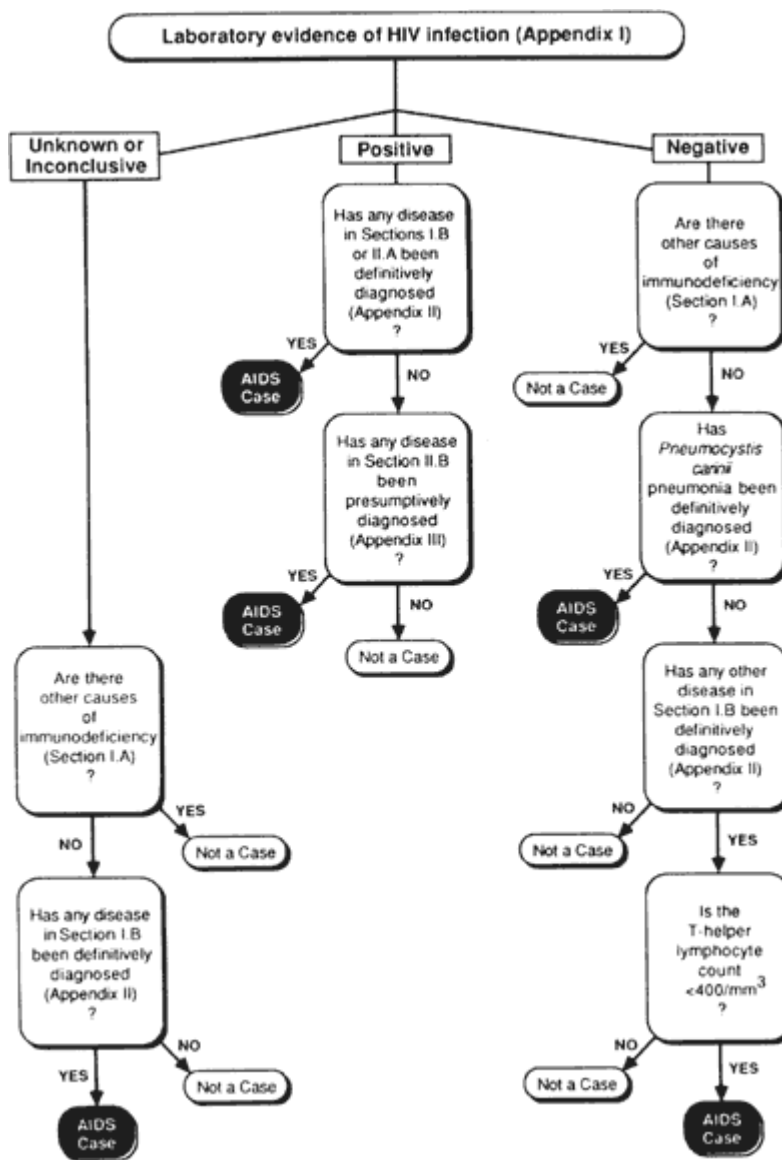 Laboratory evidence of HIV infection (Appendix I)
Unknown or
Inconclusive
Positive
Negative
Has any disease
in Sections I.B
or II.A been
definitively
diagnosed
(Appendix II)
?
YES
AIDS
Case
NO
Has any disease
in Section II.B
been
presumptively
diagnosed
(Appendix III)
?
YES
AIDS
Case
NO
Not a Case
Are there
other causes
of
immunodeficiency
(Section I.A)
?
YES
Not a Case
NO
Has
Pneumocystis
carinii
pneumonia been
definitively
diagnosed
(Appendix II)
?
YES
AIDS
Case
NO
Has any other
disease in
Section I.B been
definitively
diagnosed
(Appendix II)
?
NO
Not a Case
YES
Is the
T-helper
lymphocyte
count
<400/mm³
?
NO
Not a Case
YES
AIDS
Case
Are there
other causes
of
immunodeficiency
(Section I.A)
?
YES
Not a Case
NO
Has any disease
in Section I.B
been definitively
diagnosed
(Appendix II)
?
NO
Not a Case
YES
AIDS
Case